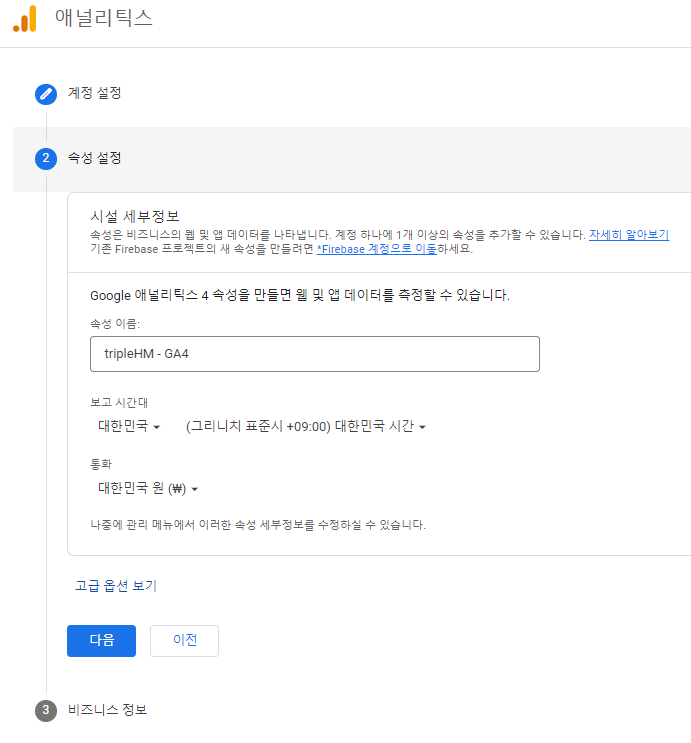 애널리틱스
계정 설정
2 속성 설정
시설 세부정보
속성은 비즈니스의 웹 및 앱 데이터를 나타냅니다. 계정 하나에 1개 이상의 속성을 추가할 수 있습니다. 자세히 알아보기
기존 Firebase 프로젝트의 새 속성을 만들려면 *Firebase 계정으로 이동하세요.
Google 애널리틱스 4 속성을 만들면 웹 및 앱 데이터를 측정할 수 있습니다.
속성 이름:
tripleHM - GA4
보고 시간대
대한민국 (그리니치 표준시 +09:00) 대한민국 시간
통화
대한민국 원 (₩)
나중에 관리 메뉴에서 이러한 속성 세부정보를 수정하실 수 있습니다.
고급 옵션 보기
다음 이전
3 비즈니스 정보